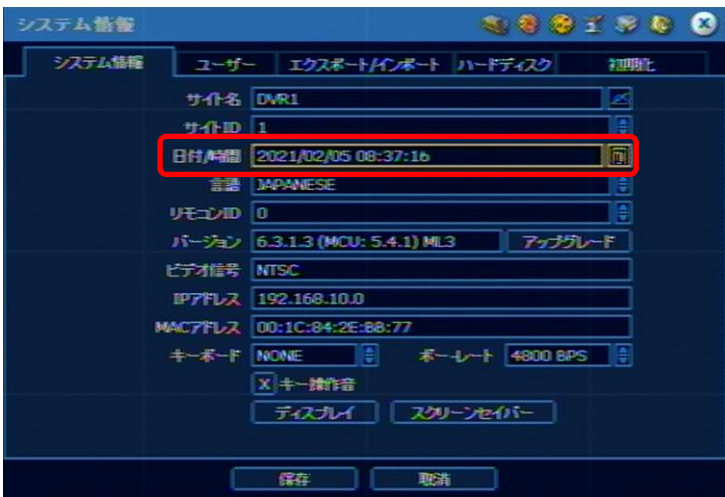 システム情報
システム情報 ユーザー エクスポート/インポート ハードディスク 初期化
サイト名 DVR1
サイトID 1
日付/時間 2021/02/05 08:37:16
言語 JAPANESE
リモコンID 0
バージョン 6.3.1.3 (MCU: 5.4.1) ML3 アップグレード
ビデオ信号 NTSC
IPアドレス 192.168.10.0
MACアドレス 00:1C:84:2E:BB:77
キーボード NONE ボーレート 4800 BPS
X キー操作音
ディスプレイ スクリーンセイバー
保存 取消